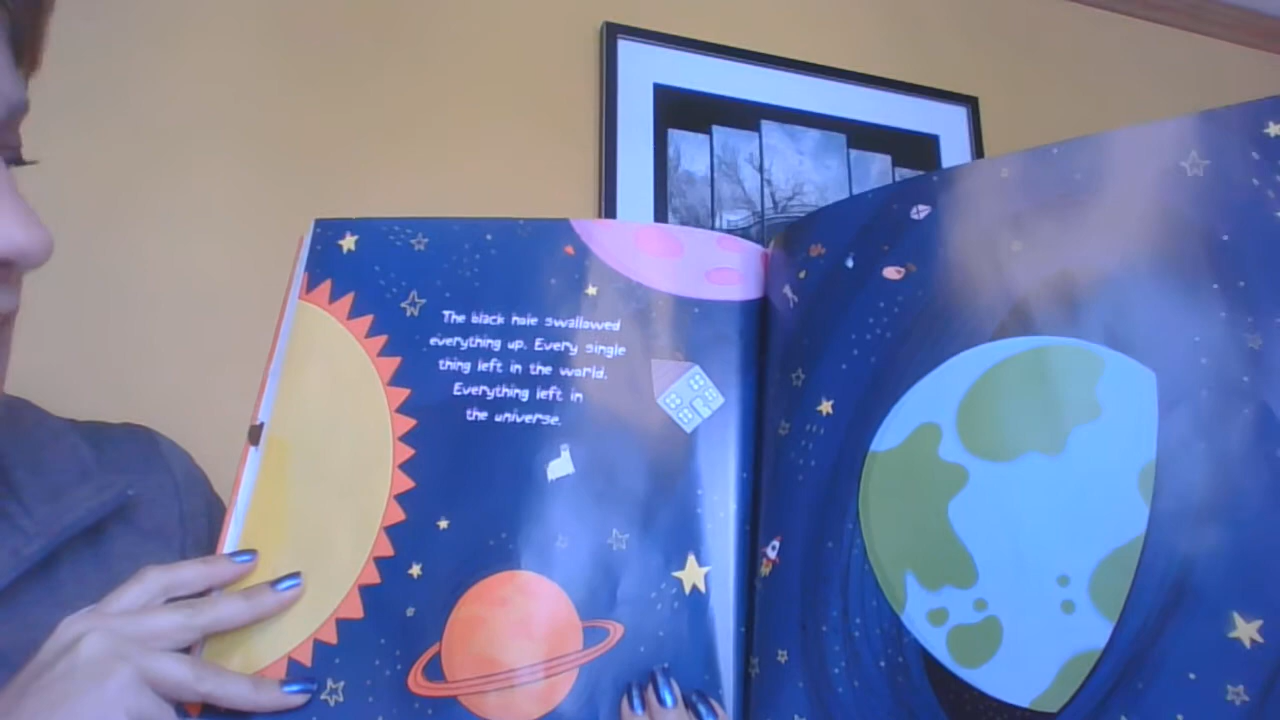 The black hole swallowed
everything up. Every single
thing left in the world.
Everything left in
the universe.